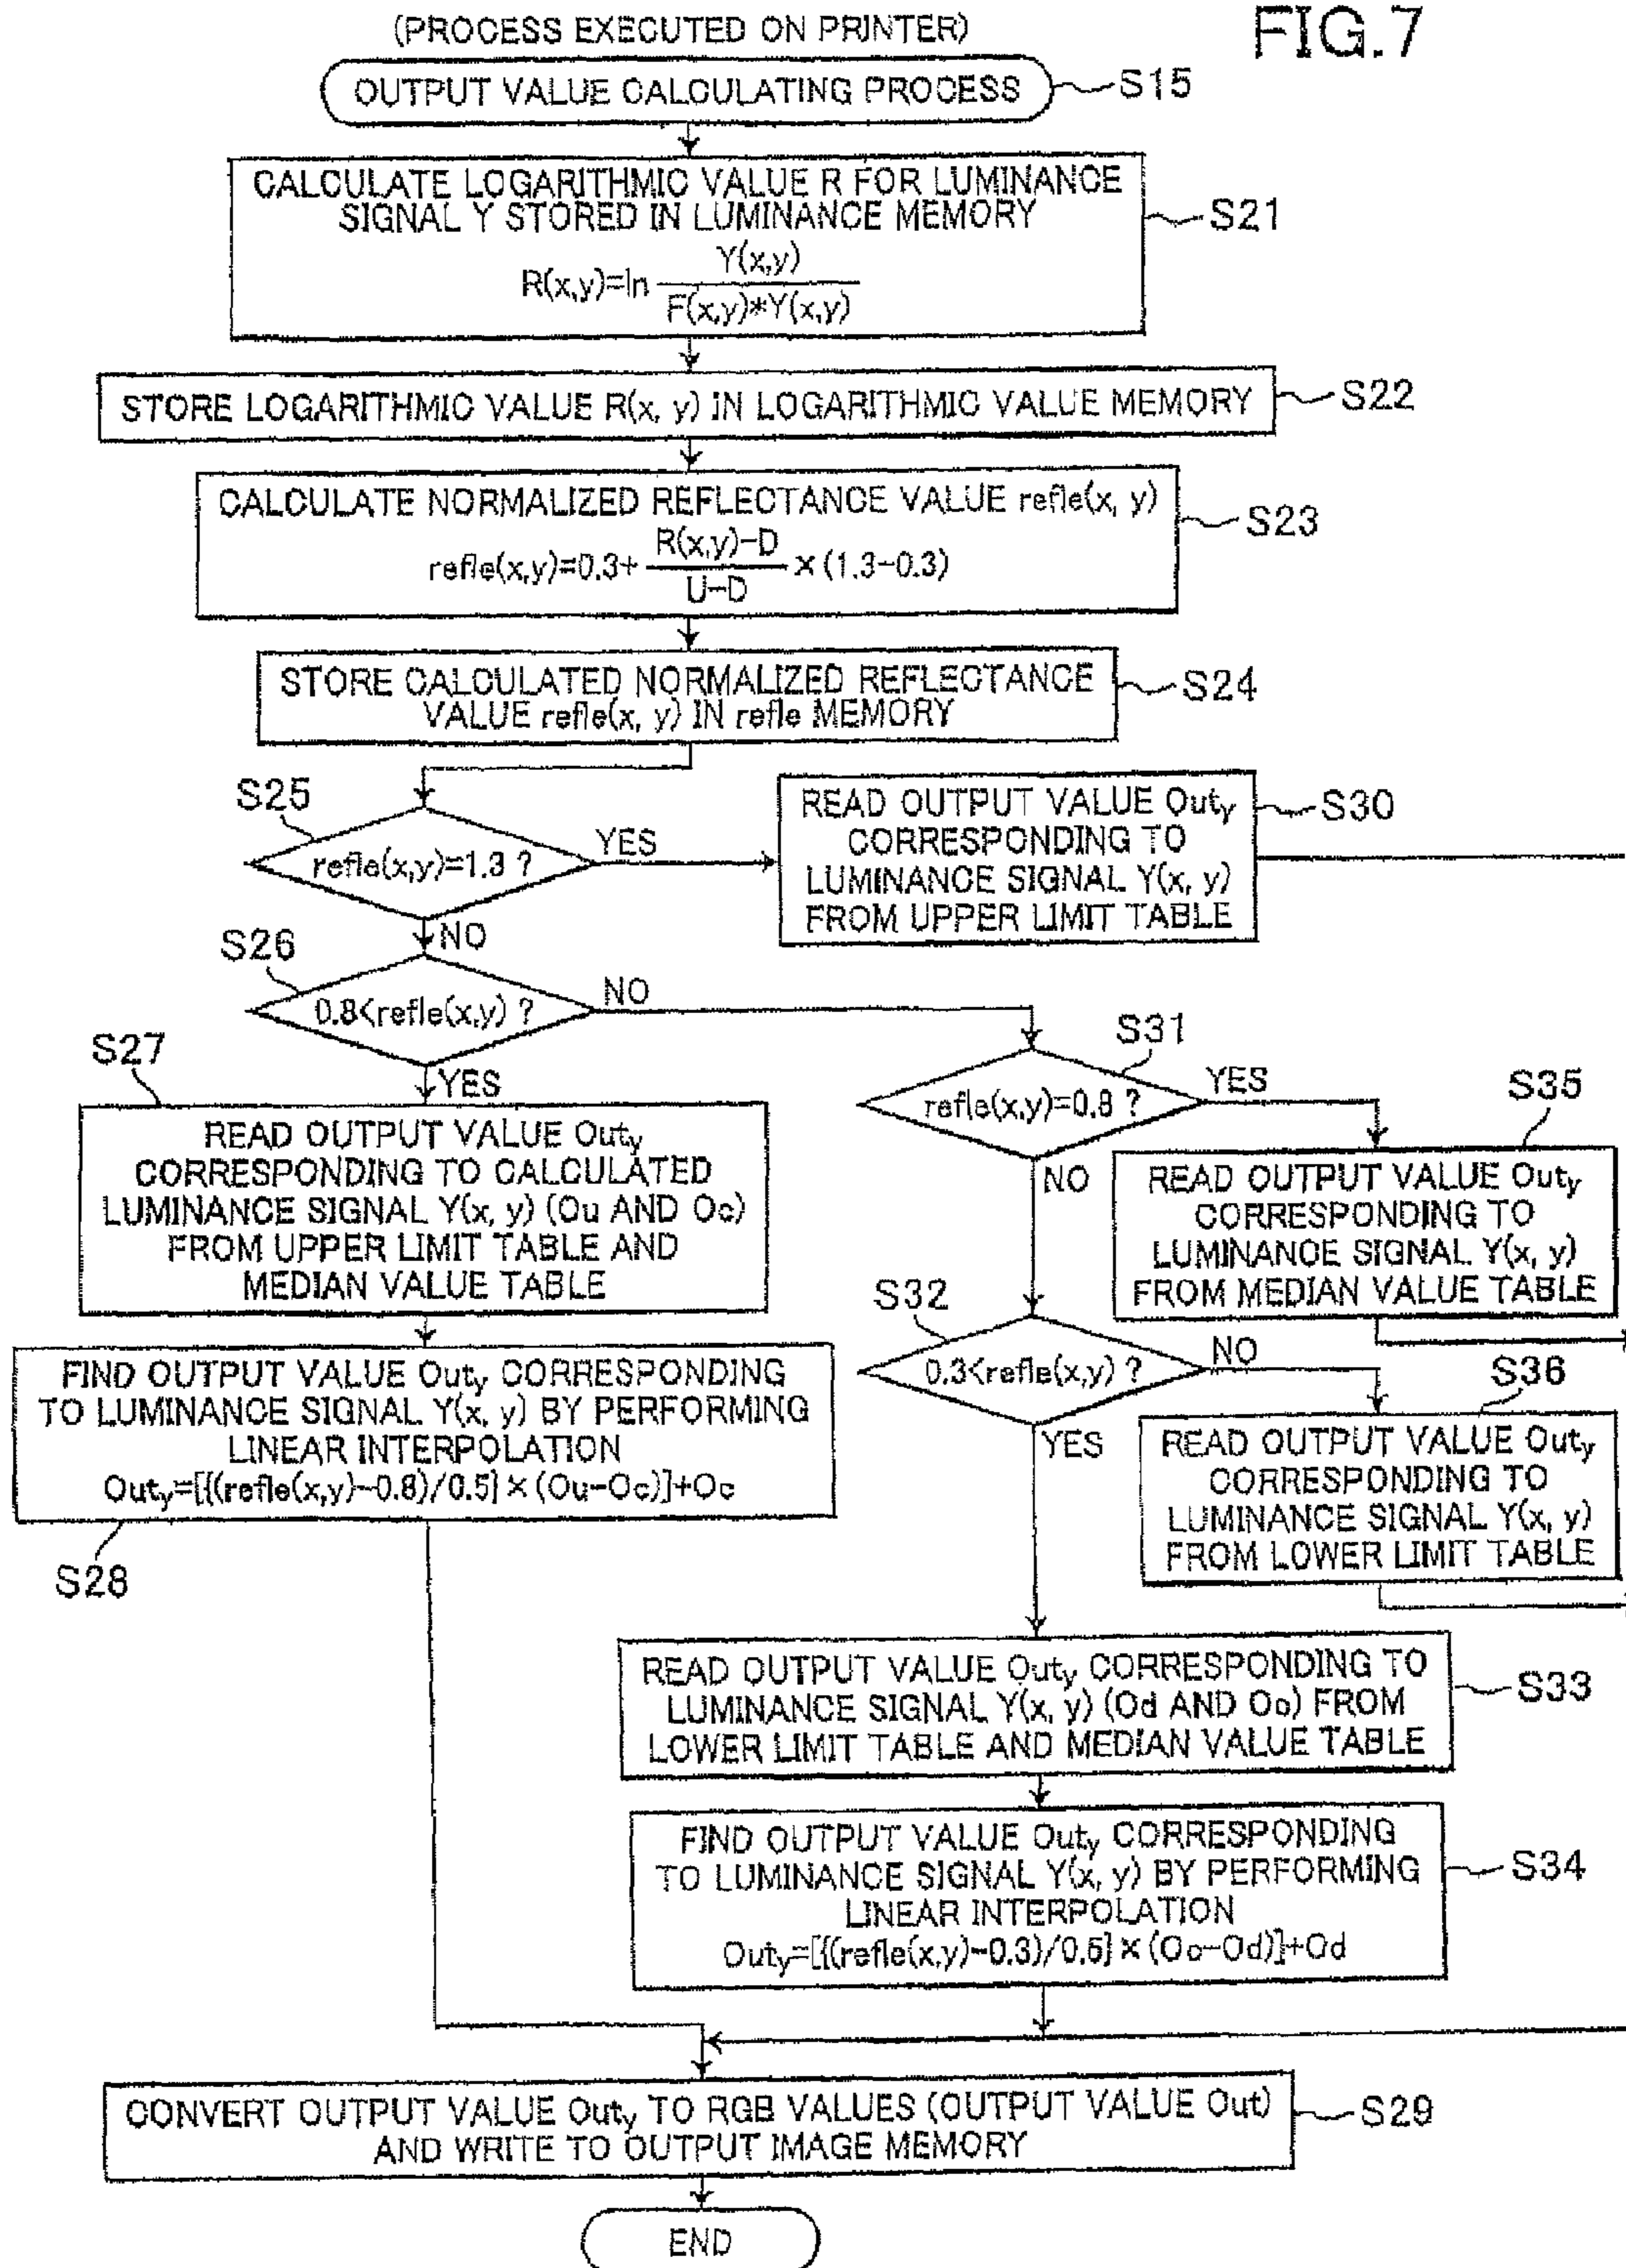 FIG.7
(PROCESS EXECUTED ON PRINTER)
OUTPUT VALUE CALCULATING PROCESS
S15
CALCULATE LOGARITHMIC VALUE R FOR LUMINANCE
SIGNAL Y STORED IN LUMINANCE MEMORY
R(x,y)=ln Y(x,y)
F(x,y)*Y(x,y)
S21
STORE LOGARITHMIC VALUE R(x, y) IN LOGARITHMIC VALUE MEMORY
S22
CALCULATE NORMALIZED REFLECTANCE VALUE refle(x, y)
refle(x,y)=0.3+ R(x,y)-D
U-D
×(1.3-0.3)
S23
STORE CALCULATED NORMALIZED REFLECTANCE
VALUE refle(x, y) IN refle MEMORY
S24
S25
refle(x,y)=1.3 ?
YES
NO
READ OUTPUT VALUE Outy
CORRESPONDING TO
LUMINANCE SIGNAL Y(x, y)
FROM UPPER LIMIT TABLE
S30
S26
0.8<refle(x,y) ?
NO
YES
S31
refle(x,y)=0.8 ?
YES
NO
S35
READ OUTPUT VALUE Outy
CORRESPONDING TO
LUMINANCE SIGNAL Y(x, y)
FROM MEDIAN VALUE TABLE
S27
READ OUTPUT VALUE Outy
CORRESPONDING TO CALCULATED
LUMINANCE SIGNAL Y(x, y) (Ou AND Oc)
FROM UPPER LIMIT TABLE AND
MEDIAN VALUE TABLE
S32
0.3<refle(x,y) ?
NO
YES
S36
READ OUTPUT VALUE Outy
CORRESPONDING TO
LUMINANCE SIGNAL Y(x, y)
FROM LOWER LIMIT TABLE
FIND OUTPUT VALUE Outy CORRESPONDING
TO LUMINANCE SIGNAL Y(x, y) BY PERFORMING
LINEAR INTERPOLATION
Outy=[{(refle(x,y)-0.8)/0.5}×(Ou-Oc)]+Oc
S28
READ OUTPUT VALUE Outy CORRESPONDING TO
LUMINANCE SIGNAL Y(x, y) (Od AND Oc) FROM
LOWER LIMIT TABLE AND MEDIAN VALUE TABLE
S33
FIND OUTPUT VALUE Outy CORRESPONDING
TO LUMINANCE SIGNAL Y(x, y) BY PERFORMING
LINEAR INTERPOLATION
Outy=[{(refle(x,y)-0.3)/0.5}×(Oc-Od)]+Od
S34
CONVERT OUTPUT VALUE Outy TO RGB VALUES (OUTPUT VALUE Out)
AND WRITE TO OUTPUT IMAGE MEMORY
S29
END